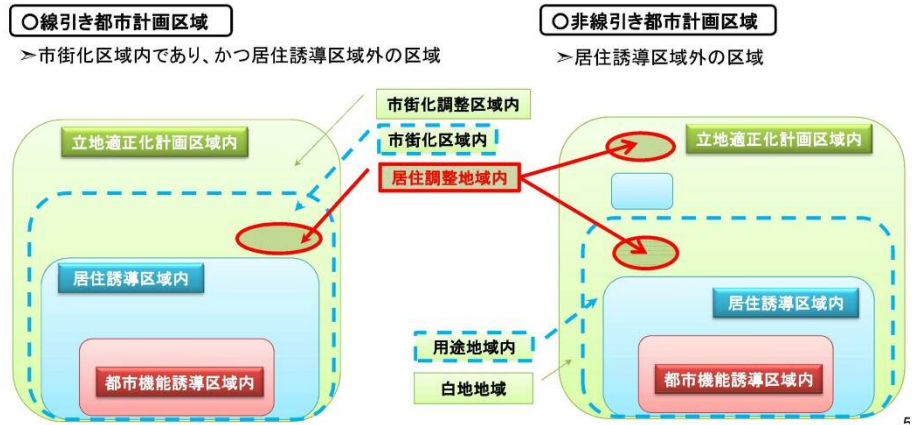 ○線引き都市計画区域
➢市街化区域内であり、かつ居住誘導区域外の区域
立地適正化計画区域内
居住誘導区域内
都市機能誘導区域内
市街化調整区域内
市街化区域内
居住調整地域内
○非線引き都市計画区域
➢居住誘導区域外の区域
立地適正化計画区域内
居住誘導区域内
都市機能誘導区域内
用途地域内
白地地域
5